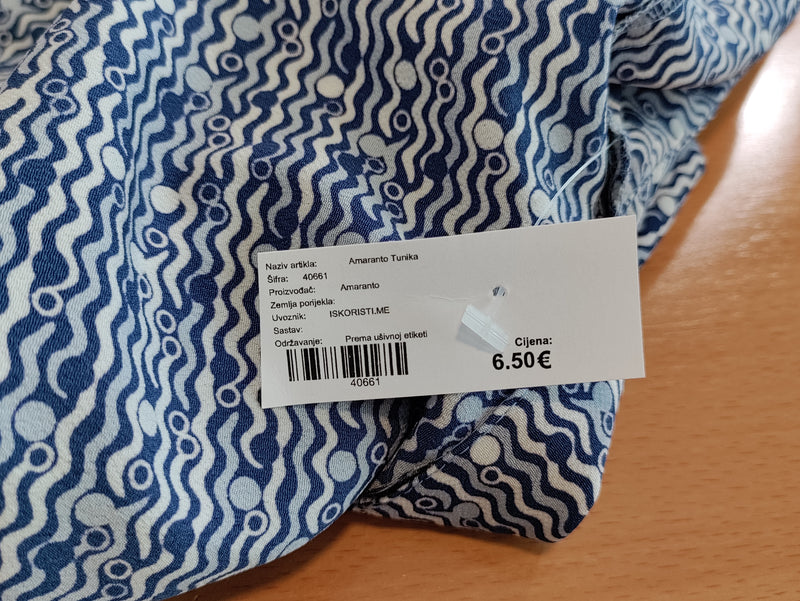 Naziv artikla: Amaranto Tunika
Šifra: 40661
Proizvođač: Amaranto
Zemlja porijekla:
Uvoznik: ISKORISTI.ME
Sastav:
Održavanje: Prema ušivnoj etiketi
40661
Cijena:
6.50€